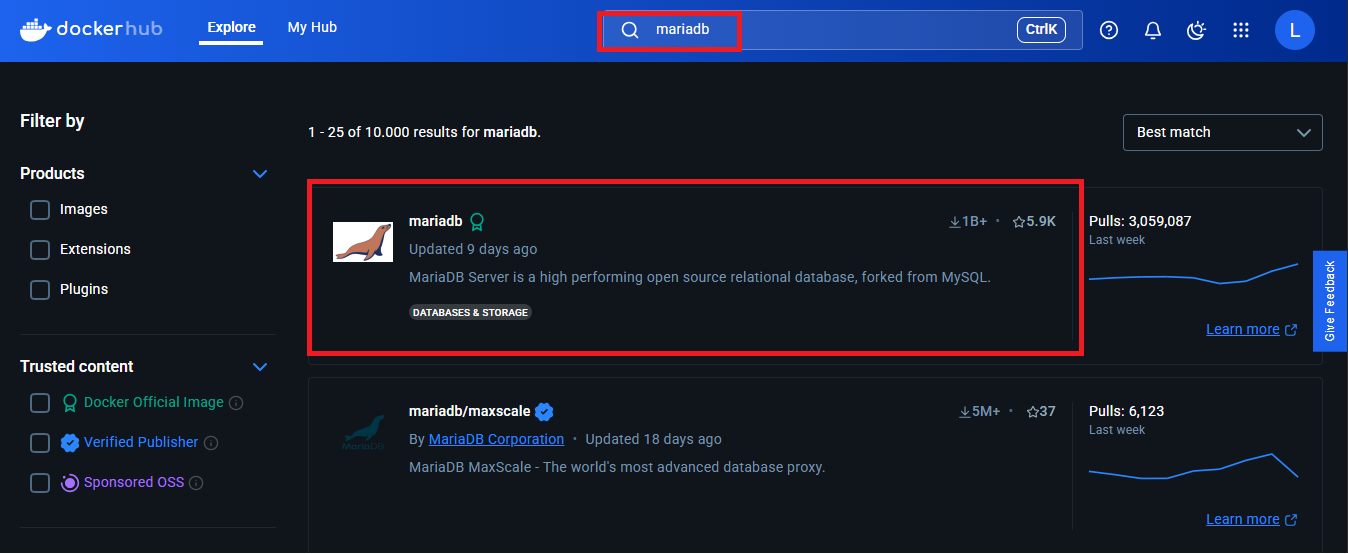 dockerhub
Explore
My Hub
mariadb
CtrlK
L
Filter by
Products
Images
Extensions
Plugins
Trusted content
Docker Official Image
Verified Publisher
Sponsored OSS
1 - 25 of 10.000 results for mariadb.
Best match
mariadb
1B+ · 5.9K
Updated 9 days ago
MariaDB Server is a high performing open source relational database, forked from MySQL.
DATABASES & STORAGE
Pulls: 3,059,087
Last week
Learn more
mariadb/maxscale
5M+ · 37
By MariaDB Corporation · Updated 18 days ago
MariaDB MaxScale - The world's most advanced database proxy.
MariaDB
Pulls: 6,123
Last week
Learn more
Give Feedback